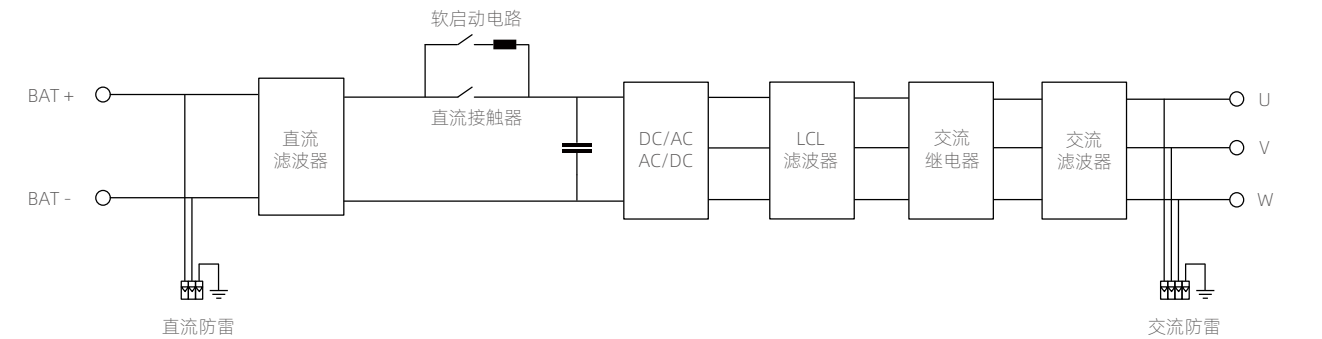 软启动电路
BAT +
直流接触器
直流
滤波器
DC/AC
AC/DC
LCL
滤波器
交流
继电器
交流
滤波器
U
V
BAT -
W
直流防雷
交流防雷